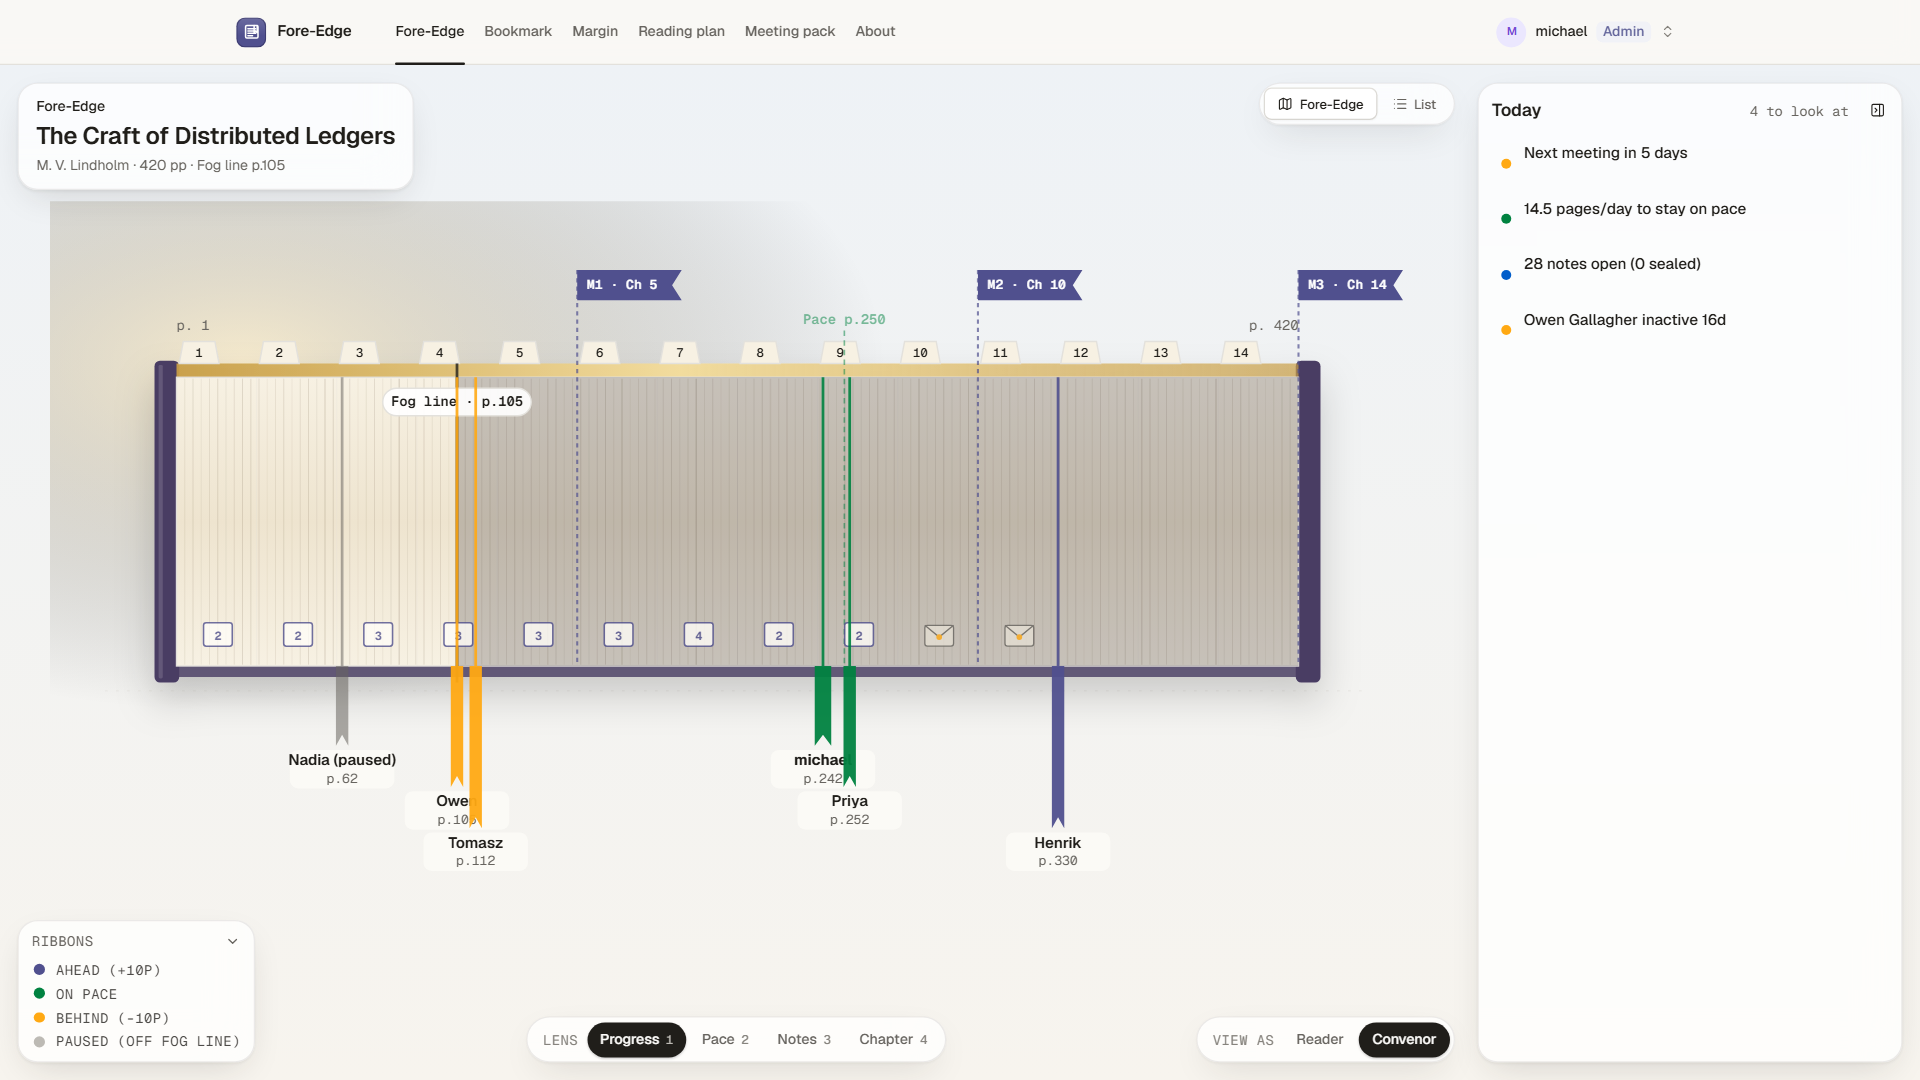 Fore-Edge
Fore-Edge
Bookmark
Margin
Reading plan
Meeting pack
About
M
michael
Admin
Fore-Edge
The Craft of Distributed Ledgers
M. V. Lindholm · 420 pp · Fog line p.105
Fore-Edge
List
Today
4 to look at
Next meeting in 5 days
14.5 pages/day to stay on pace
28 notes open (0 sealed)
Owen Gallagher inactive 16d
M1 · Ch 5
M2 · Ch 10
M3 · Ch 14
Pace p.250
p. 1
p. 420
1 2 3 4 5 6 7 8 9 10 11 12 13 14
Fog line · p.105
2 2 3 3 3 3 4 2 2
Nadia (paused)
p.62
Owen
p.105
Tomasz
p.112
michael
p.242
Priya
p.252
Henrik
p.330
RIBBONS
AHEAD (+10P)
ON PACE
BEHIND (-10P)
PAUSED (OFF FOG LINE)
LENS
Progress 1
Pace 2
Notes 3
Chapter 4
VIEW AS
Reader
Convenor